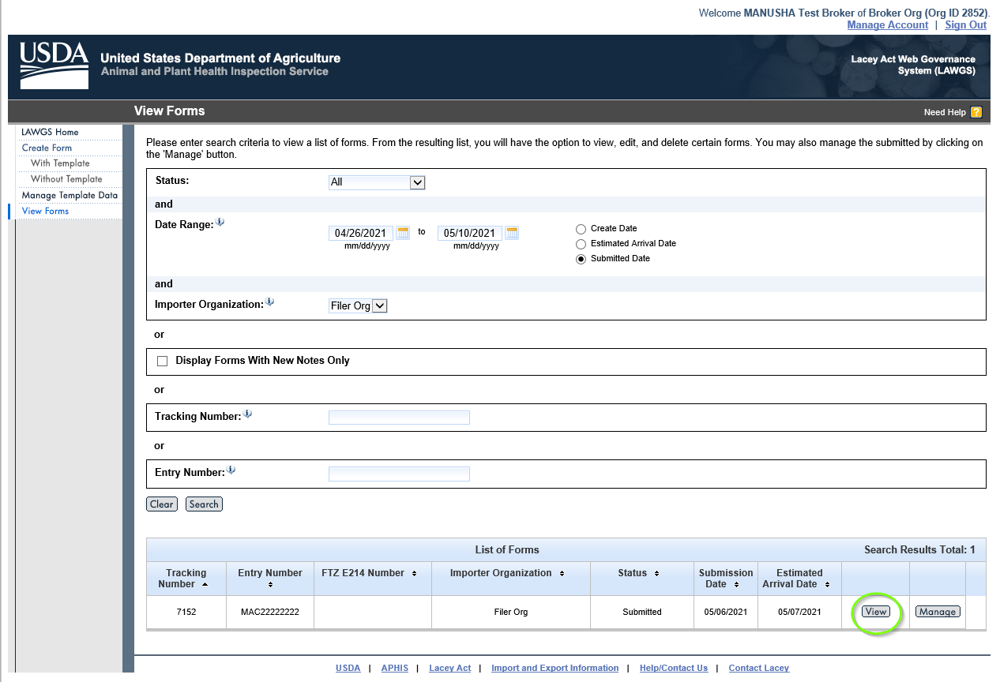 Welcome MANUSHA Test Broker of Broker Org (Org ID 2852).
Manage Account | Sign Out
USDA
United States Department of Agriculture
Animal and Plant Health Inspection Service
Lacey Act Web Governance
System (LAWGS)
View Forms
Need Help ?
LAWGS Home
Create Form
With Template
Without Template
Manage Template Data
View Forms
Please enter search criteria to view a list of forms. From the resulting list, you will have the option to view, edit, and delete certain forms. You may also manage the submitted by clicking on
the 'Manage' button.
Status: All
and
Date Range: 04/26/2021 to 05/10/2021
mm/dd/yyyy mm/dd/yyyy
Create Date
Estimated Arrival Date
Submitted Date
and
Importer Organization: Filer Org
or
Display Forms With New Notes Only
or
Tracking Number:
or
Entry Number:
Clear Search
List of Forms Search Results Total: 1
Tracking Number Entry Number FTZ E214 Number Importer Organization Status Submission Date Estimated Arrival Date
7152 MAC22222222 Filer Org Submitted 05/06/2021 05/07/2021 View Manage
USDA | APHIS | Lacey Act | Import and Export Information | Help/Contact Us | Contact Lacey